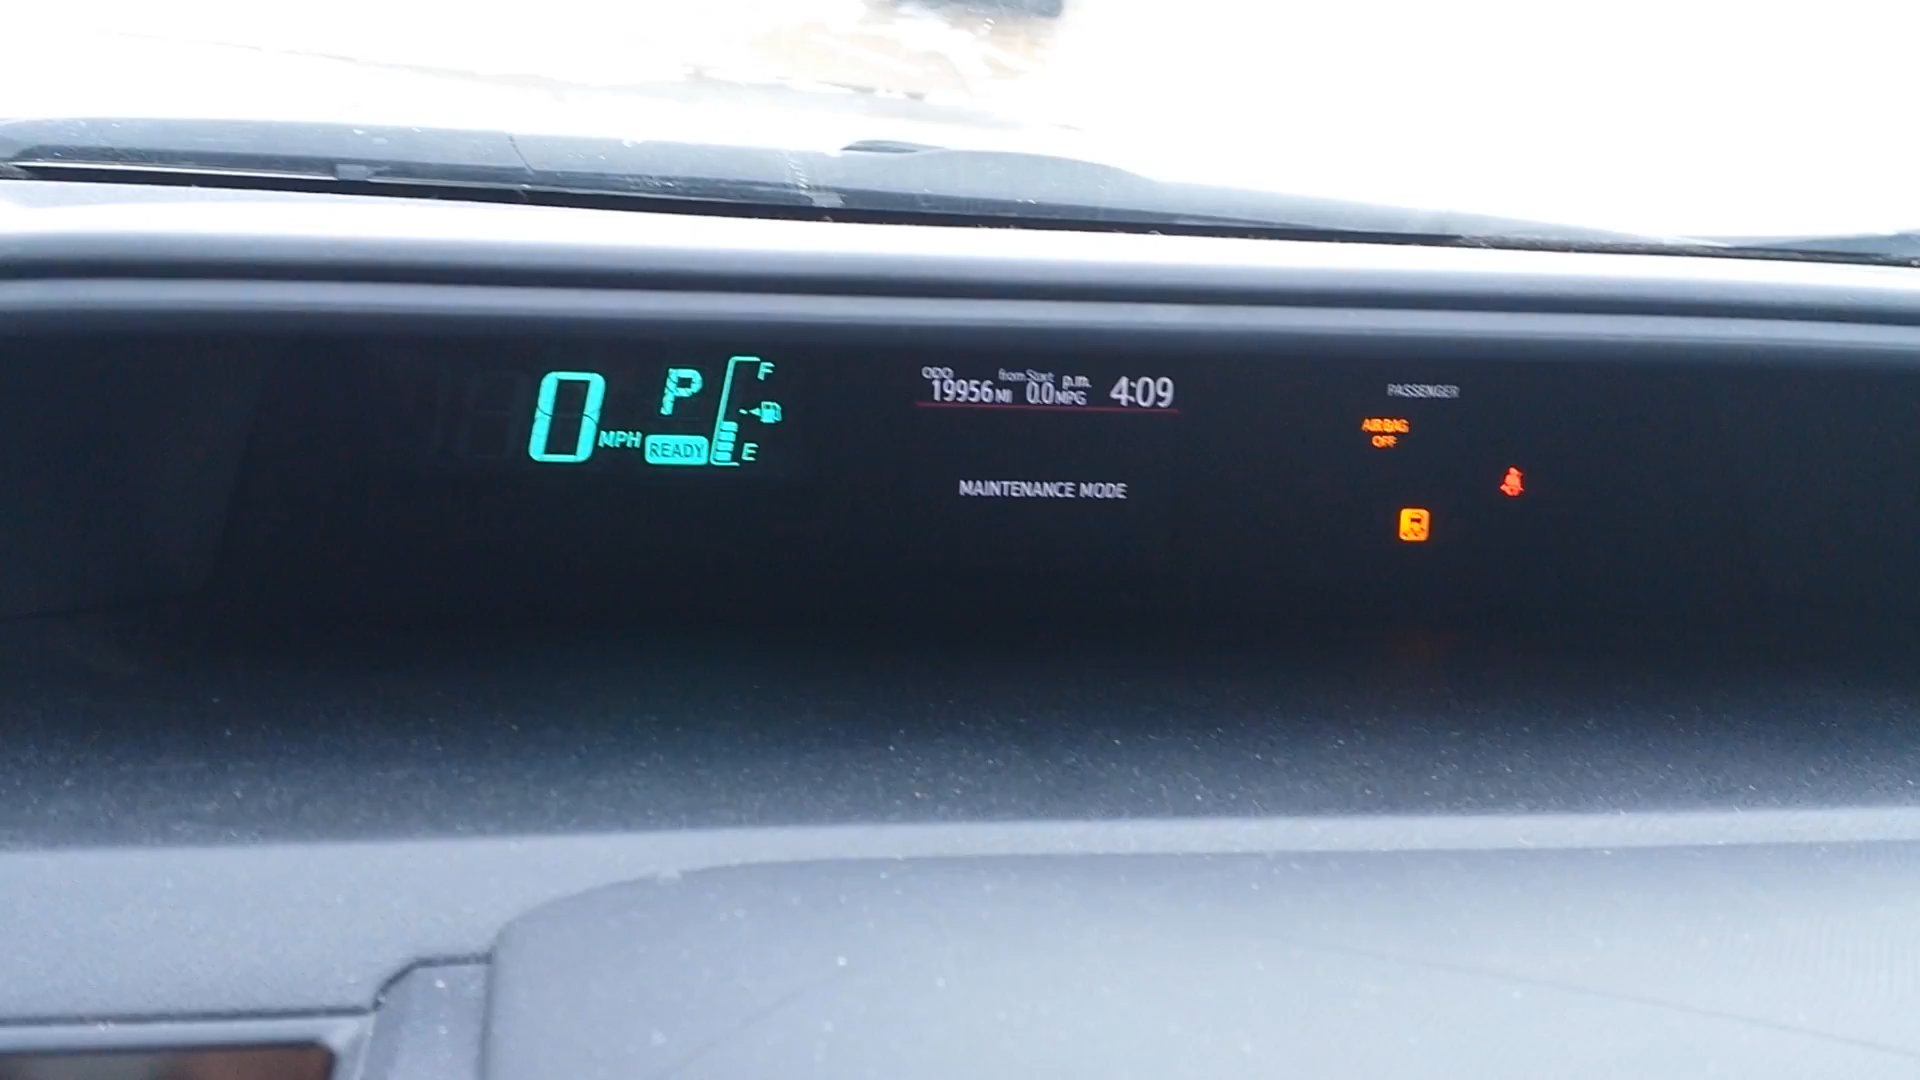 0 MPH
P
READY
F
E
ODO 19956 MI
from Start 0.0 MPG
p.m. 4:09
MAINTENANCE MODE
PASSENGER
AIRBAG
OFF